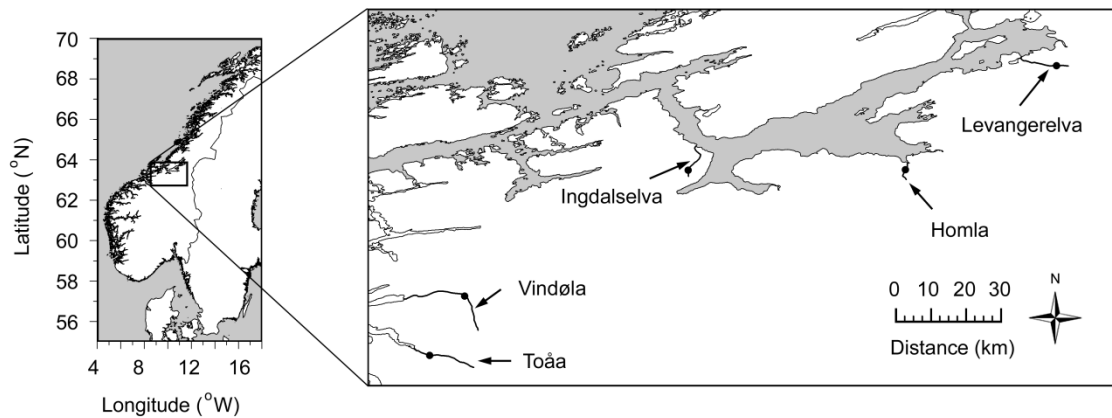 70
68
66
64
62
60
58
56
Latitude (°N)
4 8 12 16
Longitude (°W)
Levangerelva
Ingdalselva
Homla
Vindøla
Toåa
0 10 20 30
Distance (km)
N